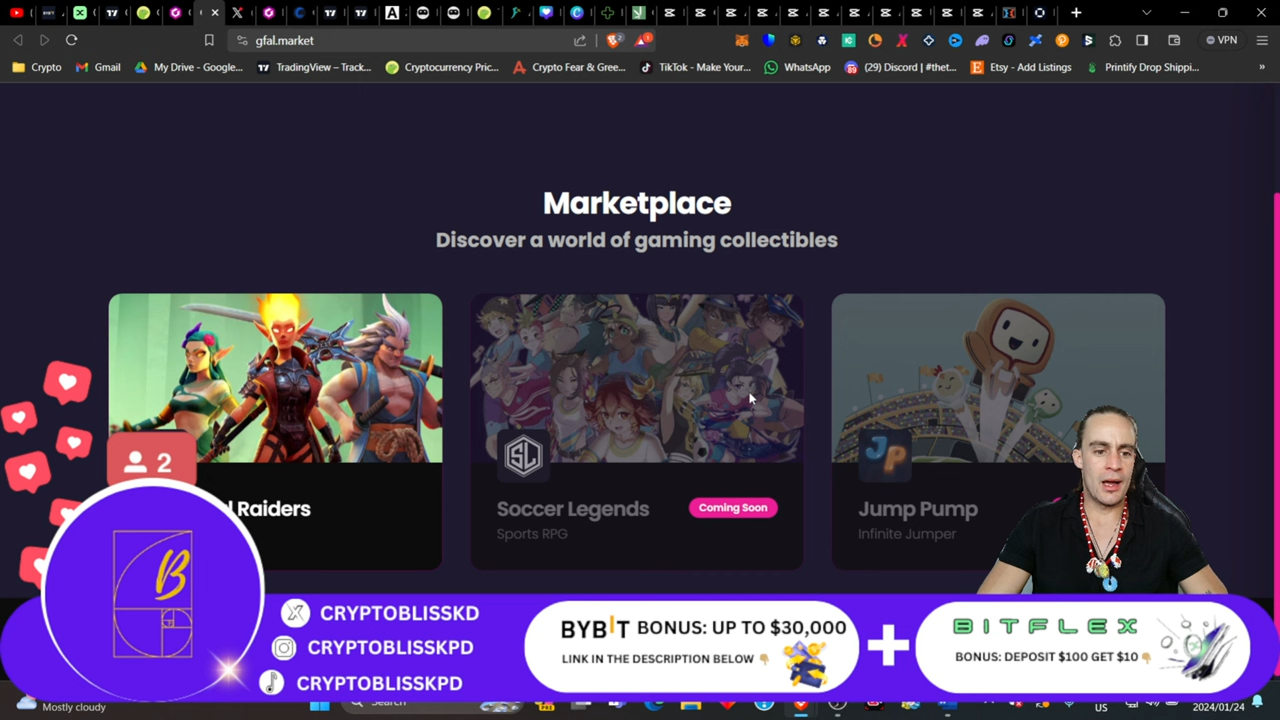 gfal.market
VPN
Crypto
Gmail
My Drive - Google...
TradingView – Track...
Cryptocurrency Pric...
Crypto Fear & Gree...
TikTok - Make Your...
WhatsApp
(29) Discord | #thet...
Etsy - Add Listings
Printify Drop Shippi...
»
Marketplace
Discover a world of gaming collectibles
SL
JP
2
Raiders
Soccer Legends
Coming Soon
Jump Pump
Sports RPG
Infinite Jumper
B
CRYPTOBLISSKD
CRYPTOBLISSKPD
CRYPTOBLISSKPD
BYBIT BONUS: UP TO $30,000
LINK IN THE DESCRIPTION BELOW
+
BITFLEX
BONUS: DEPOSIT $100 GET $10
Mostly cloudy
Search
US
2024/01/24